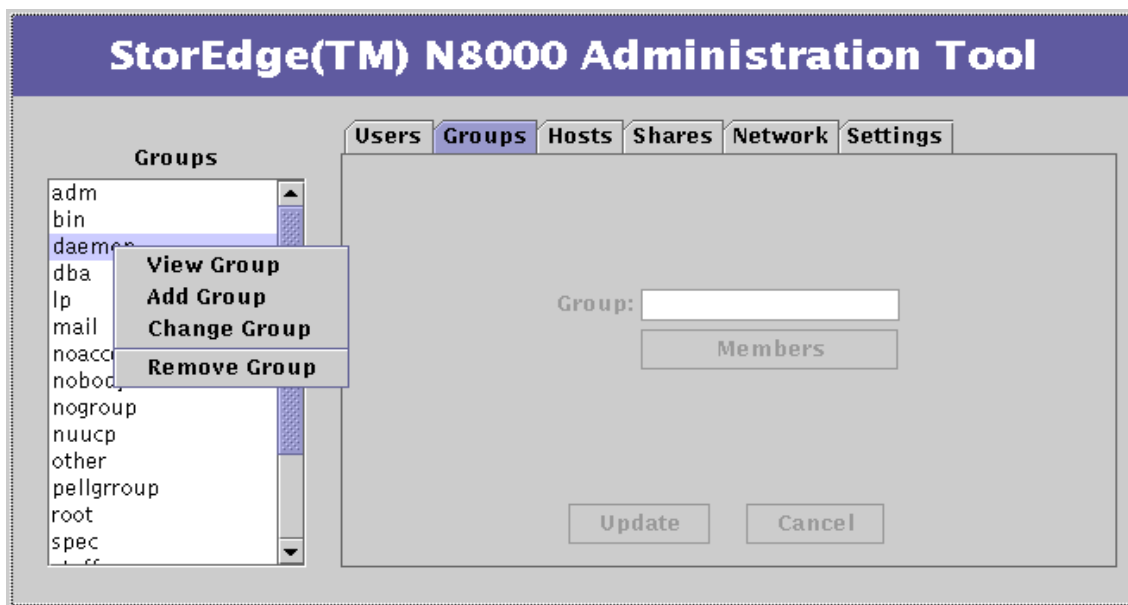 StorEdge(TM) N8000 Administration Tool
Users Groups Hosts Shares Network Settings
Groups
adm
bin
daemon
dba
lp
mail
nogroup
nuucp
other
pellgrroup
root
spec
View Group
Add Group
Change Group
Remove Group
Group:
Members
Update Cancel